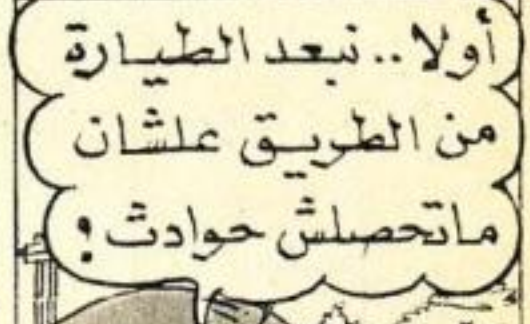 أولا.. نبعد الطيارة
من الطريق علشان
ماتحصلش حوادث؟